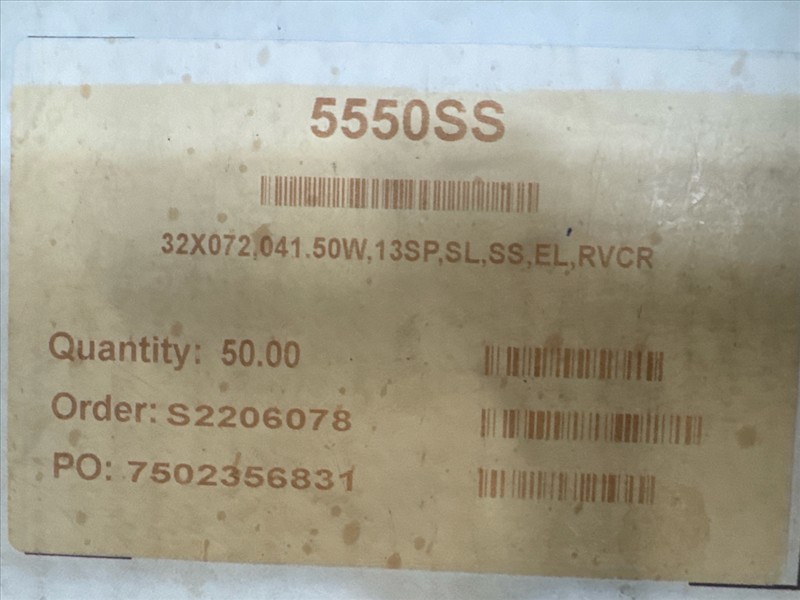 5550SS
32X072,041.50W,13SP,SL,SS,EL,RVCR
Quantity: 50.00
Order: S2206078
PO: 7502356831